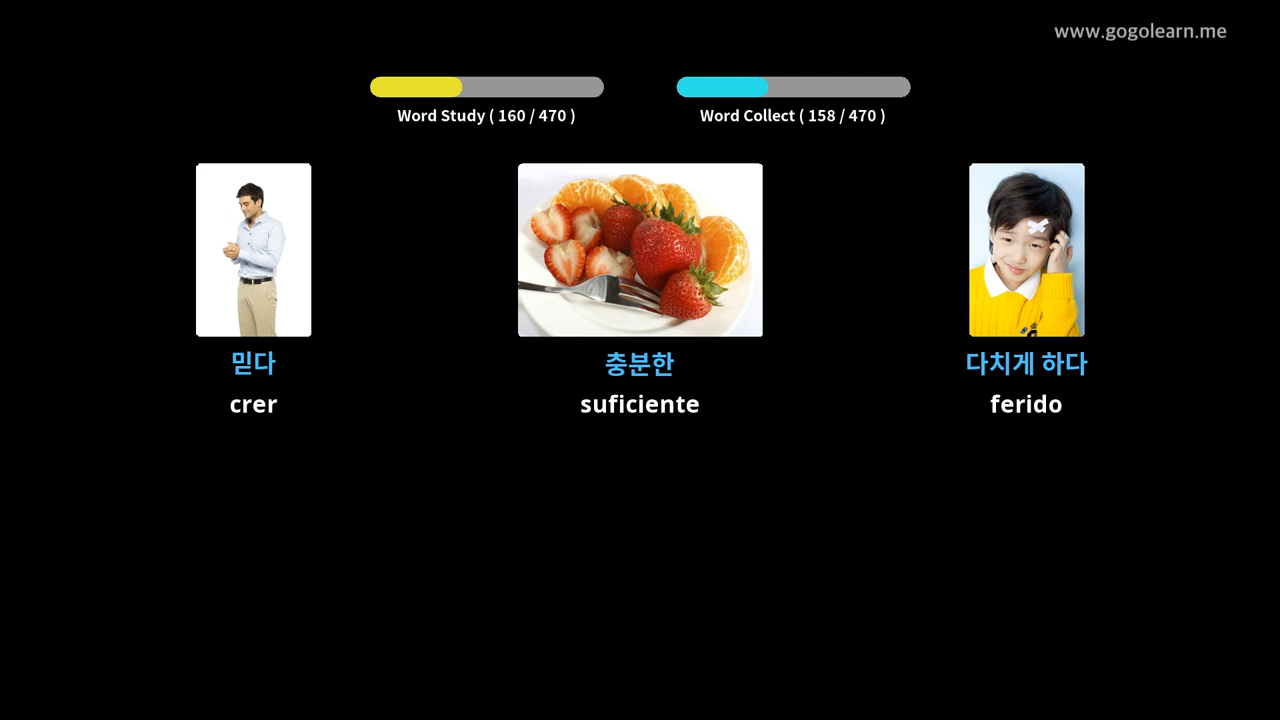 www.gogolearn.me
Word Study ( 160 / 470 )
Word Collect ( 158 / 470 )
믿다
충분한
다치게 하다
crer
suficiente
ferido